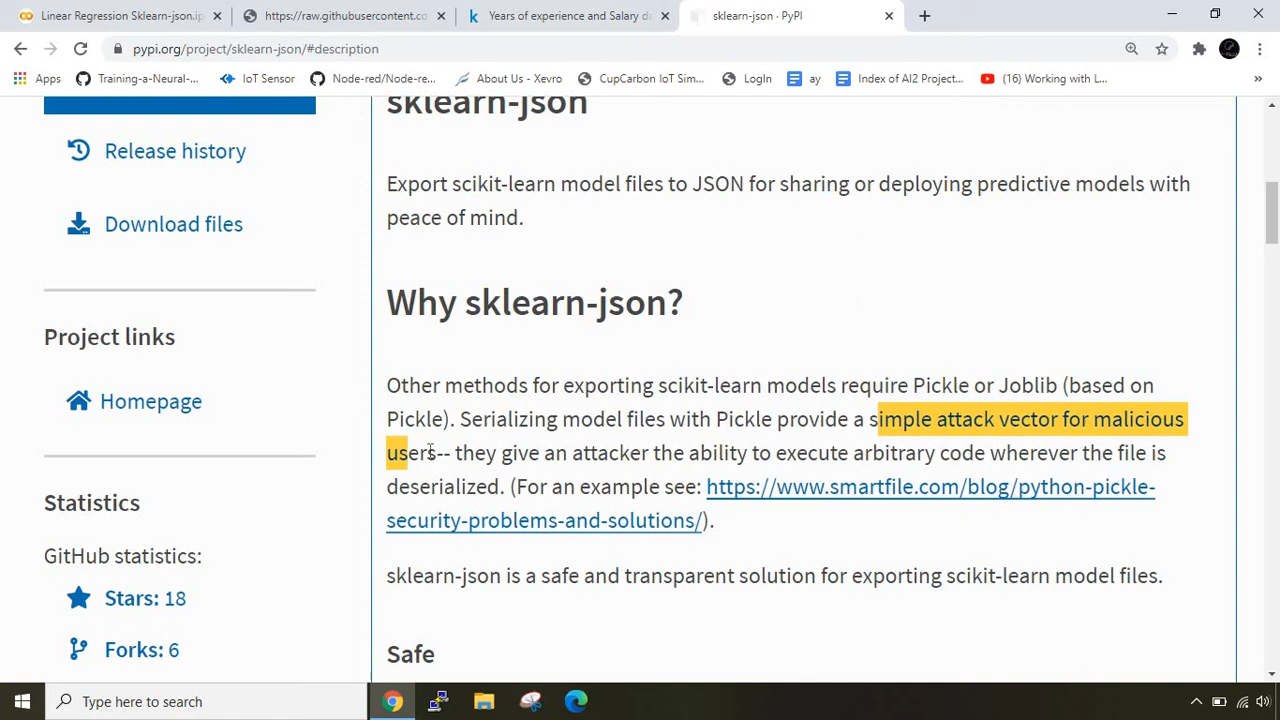 Linear Regression Sklearn-json.ip
https://raw.githubusercontent.co
Years of experience and Salary da
sklearn-json · PyPI
pypi.org/project/sklearn-json/#description
Apps
Training-a-Neural-...
IoT Sensor
Node-red/Node-re...
About Us - Xevro
CupCarbon IoT Sim...
LogIn
ay
Index of AI2 Project...
(16) Working with L...
»
sklearn-json
Release history
Export scikit-learn model files to JSON for sharing or deploying predictive models with
peace of mind.
Download files
Why sklearn-json?
Project links
Homepage
Other methods for exporting scikit-learn models require Pickle or Joblib (based on
Pickle). Serializing model files with Pickle provide a simple attack vector for malicious
users-- they give an attacker the ability to execute arbitrary code wherever the file is
deserialized. (For an example see: https://www.smartfile.com/blog/python-pickle-
security-problems-and-solutions/).
Statistics
GitHub statistics:
sklearn-json is a safe and transparent solution for exporting scikit-learn model files.
Stars: 18
Forks: 6
Safe
Type here to search